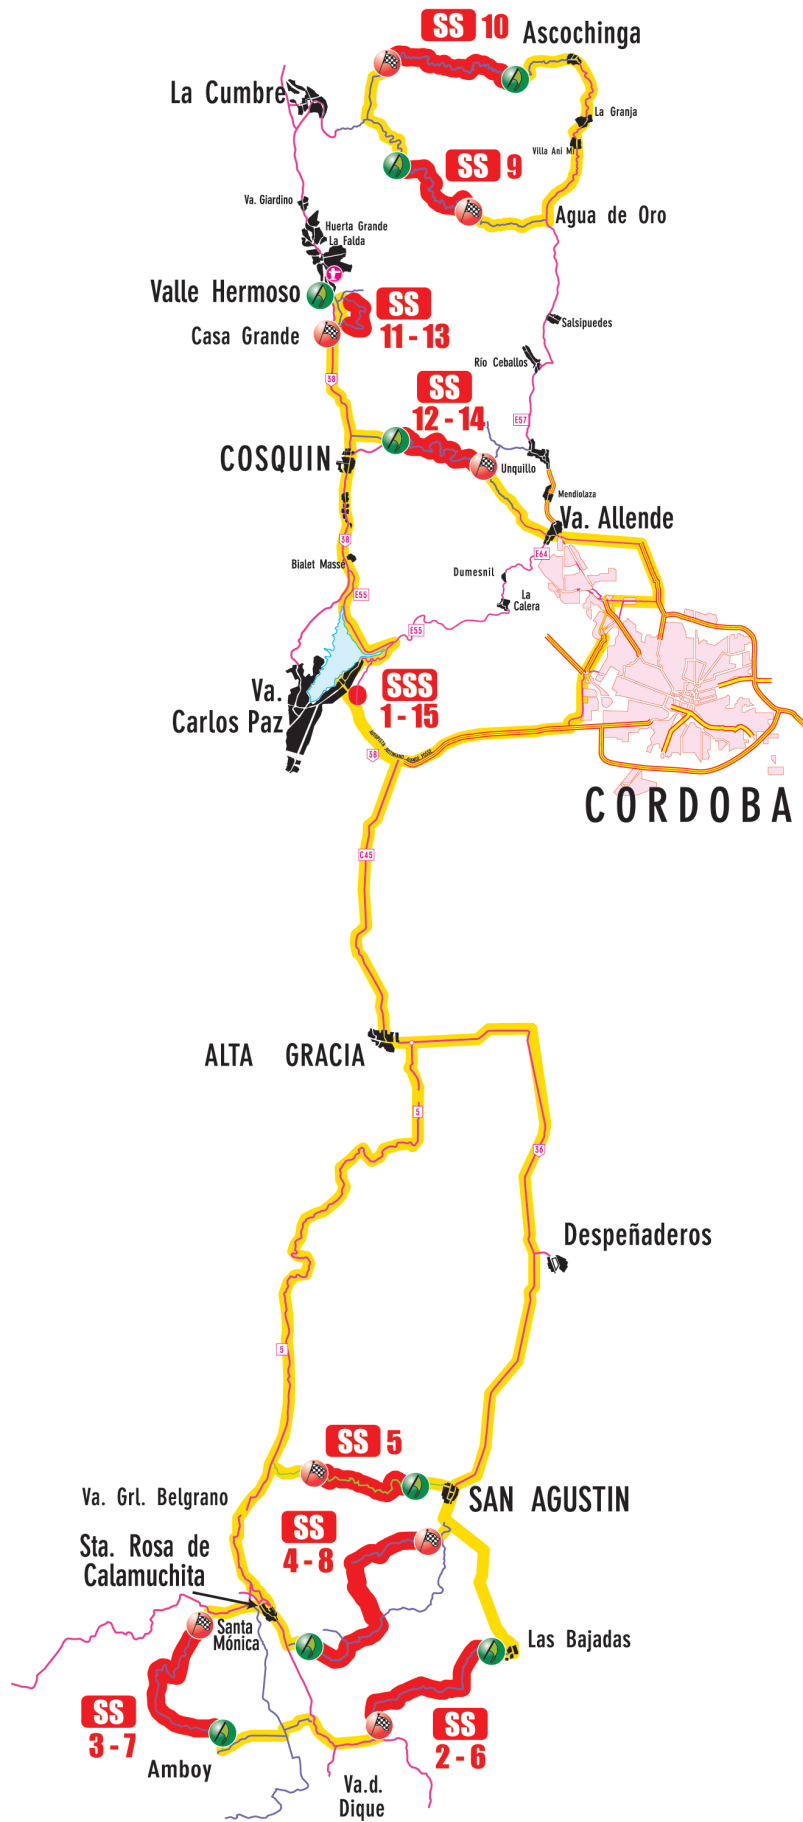 SS 10
Ascochinga
La Cumbre
La Granja
Villa Ani M
SS 9
Va. Giardino
Agua de Oro
Huerta Grande
La Falda
Valle Hermoso
SS
11 - 13
Casa Grande
Salsipuedes
Río Ceballos
38
SS
12 - 14
E57
COSQUIN
Unquillo
Mendiolaza
Va. Allende
38
E64
Bialet Massé
Dumesnil
E55
La
Calera
E55
Va.
Carlos Paz
SSS
1 - 15
38
CORDOBA
C45
ALTA GRACIA
5
36
Despeñaderos
5
SS 5
Va. Grl. Belgrano
SAN AGUSTIN
SS
4 - 8
Sta. Rosa de
Calamuchita
Santa
Mónica
Las Bajadas
SS
3 - 7
SS
2 - 6
Amboy
Va.d.
Dique